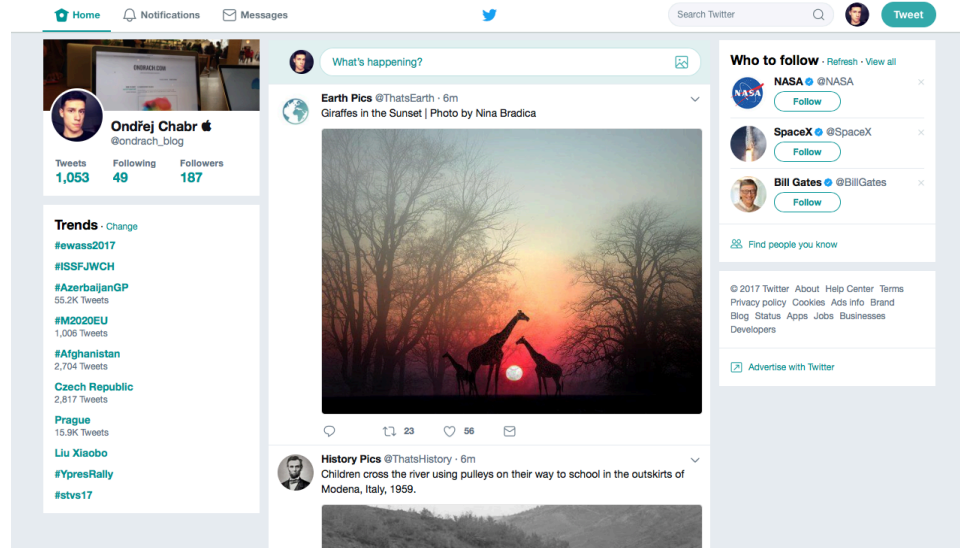 Home
Notifications
Messages
Search Twitter
Tweet
ONDRACH.COM
Ondřej Chabr
@ondrach_blog
Tweets Following Followers
1,053 49 187
Trends · Change
#ewass2017
#ISSFJWCH
#AzerbaijanGP
55.2K Tweets
#M2020EU
1,006 Tweets
#Afghanistan
2,704 Tweets
Czech Republic
2,817 Tweets
Prague
15.9K Tweets
Liu Xiaobo
#YpresRally
#stvs17
What's happening?
Earth Pics @ThatsEarth · 6m
Giraffes in the Sunset | Photo by Nina Bradica
23 56
History Pics @ThatsHistory · 6m
Children cross the river using pulleys on their way to school in the outskirts of
Modena, Italy, 1959.
Who to follow · Refresh · View all
NASA @NASA
NASA
Follow
SpaceX @SpaceX
Follow
Bill Gates @BillGates
Follow
Find people you know
© 2017 Twitter About Help Center Terms
Privacy policy Cookies Ads info Brand
Blog Status Apps Jobs Businesses
Developers
Advertise with Twitter